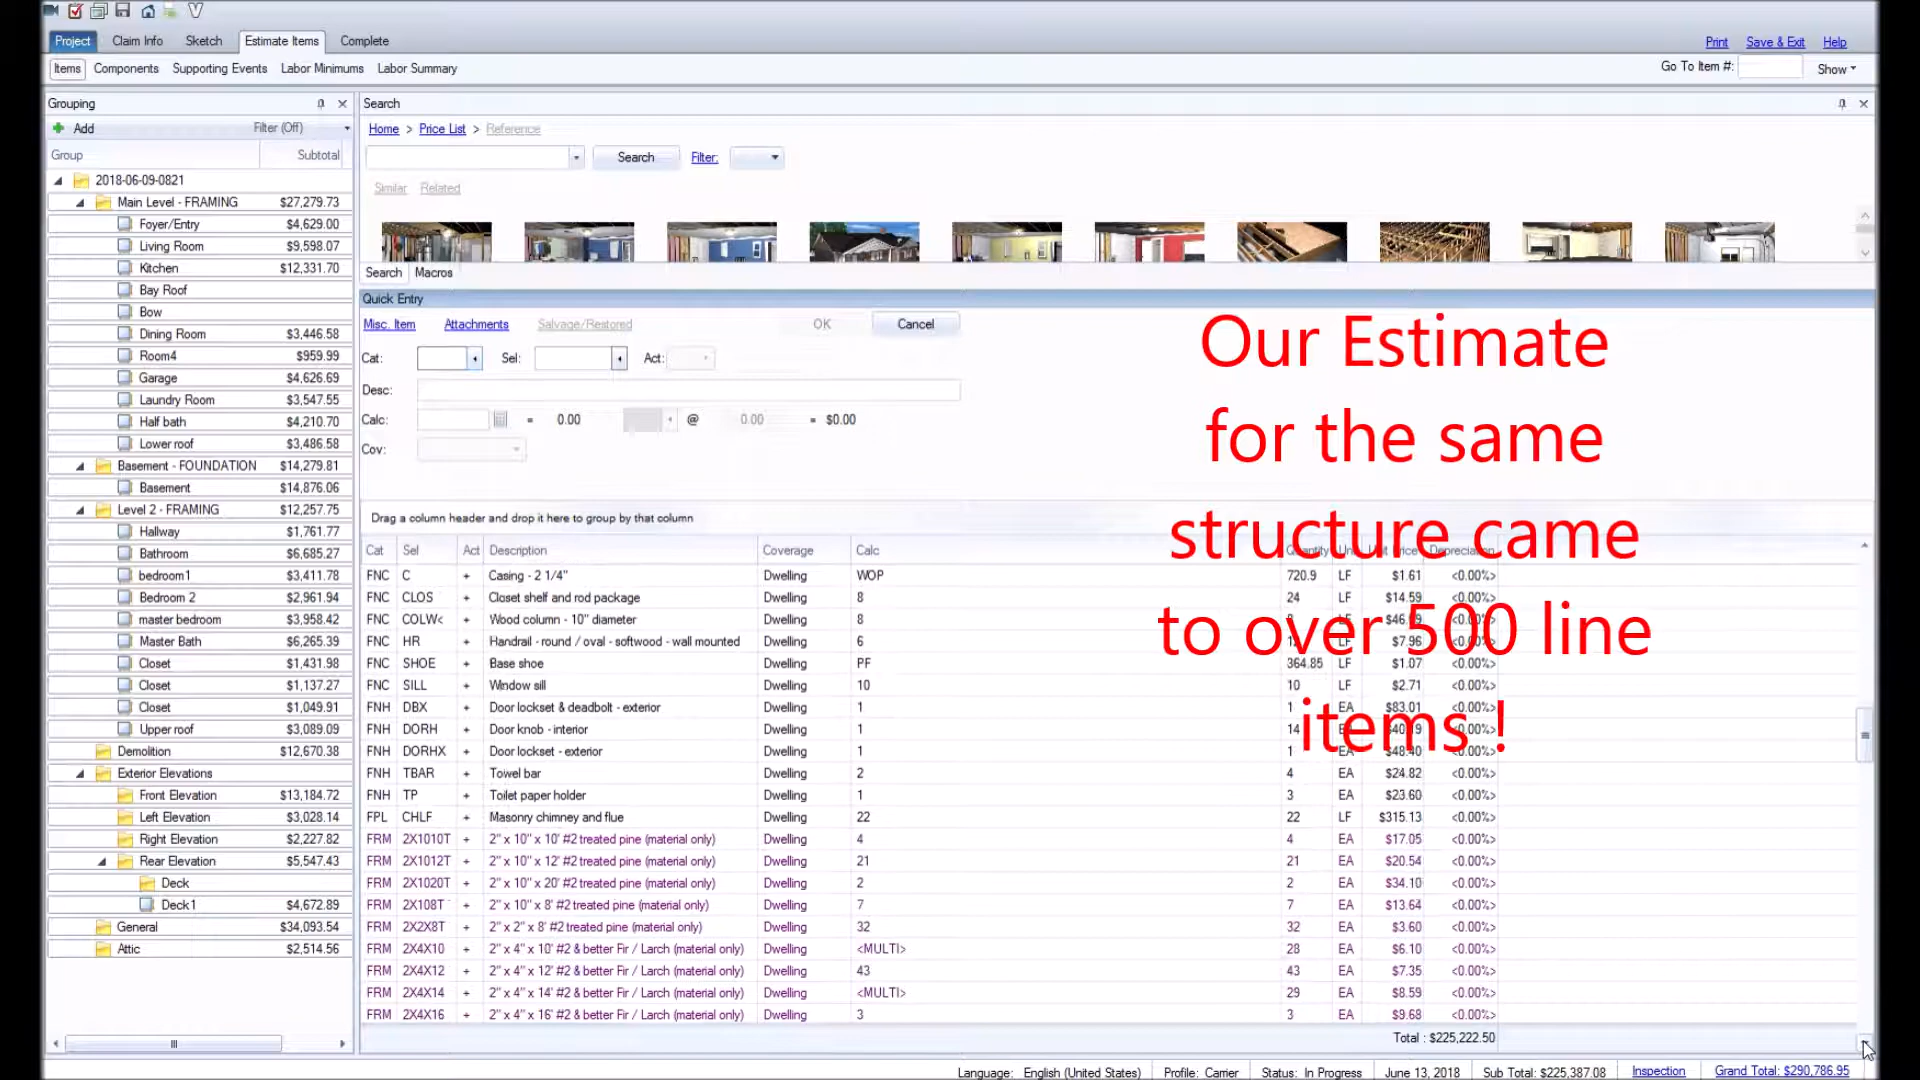 Project Claim Info Sketch Estimate Items Complete
Print Save & Exit Help
Items Components Supporting Events Labor Minimums Labor Summary
Go To Item #: Show
Grouping
Add Filter (Off)
Group Subtotal
2018-06-09-0821
Main Level - FRAMING $27,279.73
Foyer/Entry $4,629.00
Living Room $9,598.07
Kitchen $12,331.70
Bay Roof
Bow
Dining Room $3,446.58
Room4 $959.99
Garage $4,626.69
Laundry Room $3,547.55
Half bath $4,210.70
Lower roof $3,486.58
Basement - FOUNDATION $14,279.81
Basement $14,876.06
Level 2 - FRAMING $12,257.75
Hallway $1,761.77
Bathroom $6,685.27
bedroom1 $3,411.78
Bedroom 2 $2,961.94
master bedroom $3,958.42
Master Bath $6,265.39
Closet $1,431.98
Closet $1,137.27
Closet $1,049.91
Upper roof $3,089.09
Demolition $12,670.38
Exterior Elevations
Front Elevation $13,184.72
Left Elevation $3,028.14
Right Elevation $2,227.82
Rear Elevation $5,547.43
Deck
Deck1 $4,672.89
General $34,093.54
Attic $2,514.56
Search
Home > Price List > Reference
Search Filter:
Similar Related
Search Macros
Quick Entry
Misc. Item Attachments Salvage/Restored OK Cancel
Cat: Sel: Act:
Desc:
Calc: = 0.00 @ 0.00 = $0.00
Cov:
Our Estimate
for the same
structure came
to over 500 line
items !
Drag a column header and drop it here to group by that column
Cat Sel Act Description Coverage Calc Quantity Unit Price Depreciation
FNC C + Casing - 2 1/4" Dwelling WOP 720.9 LF $1.61 <0.00%>
FNC CLOS + Closet shelf and rod package Dwelling 8 24 LF $14.59 <0.00%>
FNC COLW< + Wood column - 10" diameter Dwelling 8 <0.00%>
FNC HR + Handrail - round / oval - softwood - wall mounted Dwelling 6 LF $7.96 <0.00%>
FNC SHOE + Base shoe Dwelling PF 364.85 LF $1.07 <0.00%>
FNC SILL + Window sill Dwelling 10 10 LF $2.71 <0.00%>
FNH DBX + Door lockset & deadbolt - exterior Dwelling 1 1 EA $83.01 <0.00%>
FNH DORH + Door knob - interior Dwelling 1 14 <0.00%>
FNH DORHX + Door lockset - exterior Dwelling 1 1 EA $48.40 <0.00%>
FNH TBAR + Towel bar Dwelling 2 4 EA $24.82 <0.00%>
FNH TP + Toilet paper holder Dwelling 1 3 EA $23.60 <0.00%>
FPL CHLF + Masonry chimney and flue Dwelling 22 22 LF $315.13 <0.00%>
FRM 2X1010T + 2" x 10" x 10' #2 treated pine (material only) Dwelling 4 4 EA $17.05 <0.00%>
FRM 2X1012T + 2" x 10" x 12' #2 treated pine (material only) Dwelling 21 21 EA $20.54 <0.00%>
FRM 2X1020T + 2" x 10" x 20' #2 treated pine (material only) Dwelling 2 2 EA $34.10 <0.00%>
FRM 2X108T + 2" x 10" x 8' #2 treated pine (material only) Dwelling 7 7 EA $13.64 <0.00%>
FRM 2X2X8T + 2" x 2" x 8' #2 treated pine (material only) Dwelling 32 32 EA $3.60 <0.00%>
FRM 2X4X10 + 2" x 4" x 10' #2 & better Fir / Larch (material only) Dwelling <MULTI> 28 EA $6.10 <0.00%>
FRM 2X4X12 + 2" x 4" x 12' #2 & better Fir / Larch (material only) Dwelling 43 43 EA $7.35 <0.00%>
FRM 2X4X14 + 2" x 4" x 14' #2 & better Fir / Larch (material only) Dwelling <MULTI> 29 EA $8.59 <0.00%>
FRM 2X4X16 + 2" x 4" x 16' #2 & better Fir / Larch (material only) Dwelling 3 3 EA $9.68 <0.00%>
Total : $225,222.50
Language: English (United States) Profile: Carrier Status: In Progress June 13, 2018 Sub Total: $225,387.08 Inspection Grand Total: $290,786.95